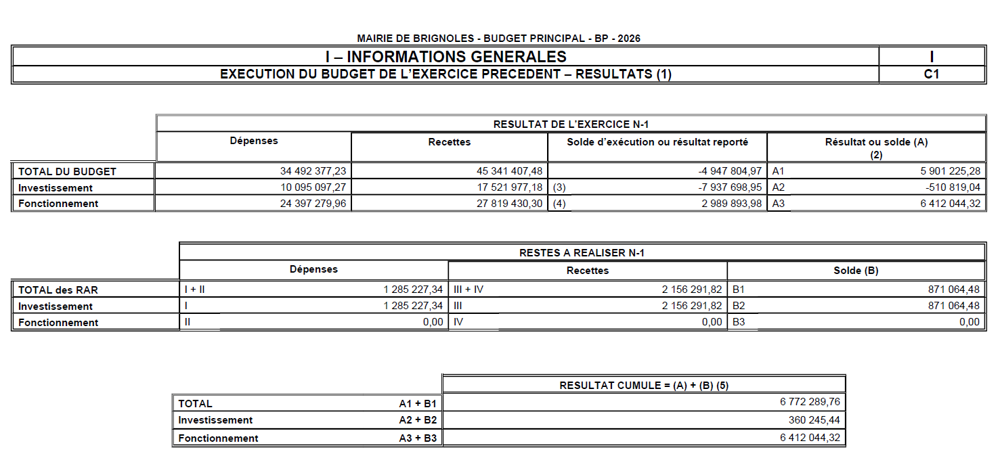 MAIRIE DE BRIGNOLES - BUDGET PRINCIPAL - BP - 2026
I – INFORMATIONS GENERALES I
EXECUTION DU BUDGET DE L’EXERCICE PRECEDENT – RESULTATS (1) C1
RESULTAT DE L’EXERCICE N-1
Dépenses Recettes Solde d’exécution ou résultat reporté Résultat ou solde (A)
(2)
TOTAL DU BUDGET 34 492 377,23 45 341 407,48 -4 947 804,97 A1 5 901 225,28
Investissement 10 095 097,27 17 521 977,18 (3) -7 937 698,95 A2 -510 819,04
Fonctionnement 24 397 279,96 27 819 430,30 (4) 2 989 893,98 A3 6 412 044,32
RESTES A REALISER N-1
Dépenses Recettes Solde (B)
TOTAL des RAR I + II 1 285 227,34 III + IV 2 156 291,82 B1 871 064,48
Investissement I 1 285 227,34 III 2 156 291,82 B2 871 064,48
Fonctionnement II 0,00 IV 0,00 B3 0,00
RESULTAT CUMULE = (A) + (B) (5)
TOTAL A1 + B1 6 772 289,76
Investissement A2 + B2 360 245,44
Fonctionnement A3 + B3 6 412 044,32